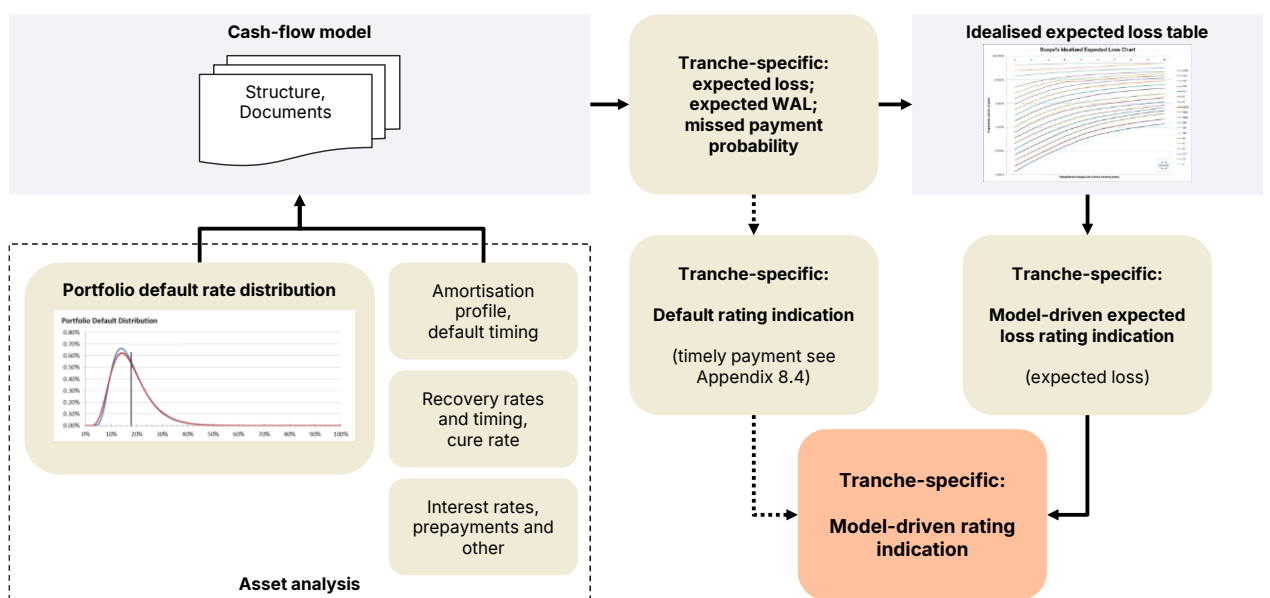 Cash-flow model
Structure,
Documents
Tranche-specific:
expected loss;
expected WAL;
missed payment
probability
Idealised expected loss table
Scope's Idealized Expected Loss Chart
Portfolio default rate distribution
Portfolio Default Distribution
0.80%
0.70%
0.60%
0.50%
0.40%
0.30%
0.20%
0.10%
0.00%
0% 10% 20% 30% 40% 50% 60% 70% 80% 90% 100%
Amortisation
profile,
default timing
Recovery rates
and timing,
cure rate
Interest rates,
prepayments and
other
Asset analysis
Tranche-specific:
Default rating indication
(timely payment see
Appendix 8.4)
Tranche-specific:
Model-driven expected
loss rating indication
(expected loss)
Tranche-specific:
Model-driven rating
indication